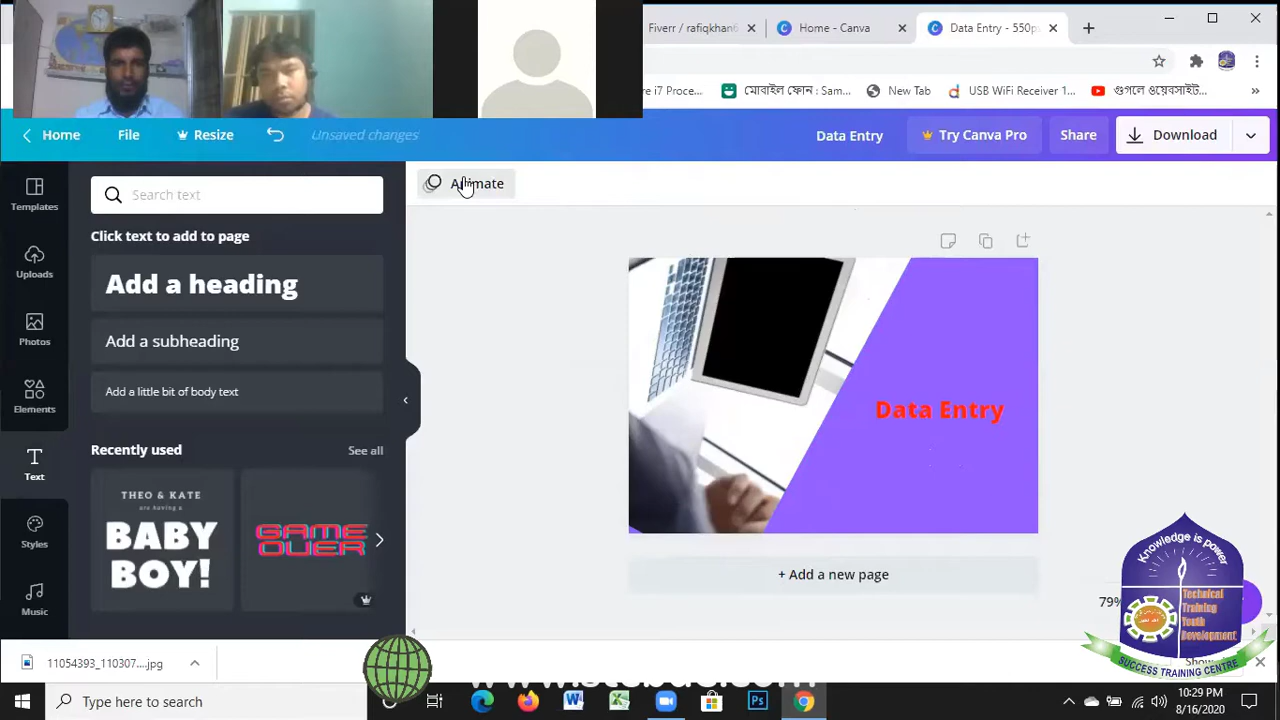 Fiverr / rafiqkhan6
Home - Canva
Data Entry - 550p
re i7 Proce...
মোবাইল ফোন : Sam...
New Tab
USB WiFi Receiver 1...
গুগলে ওয়েবসাইট...
Home
File
Resize
Unsaved changes
Data Entry
Try Canva Pro
Share
Download
Templates
Uploads
Photos
Elements
Text
Styles
Music
Search text
Click text to add to page
Add a heading
Add a subheading
Add a little bit of body text
Recently used
See all
THEO & KATE
are having a
BABY
BOY!
GAME
OVER
Animate
Data Entry
+ Add a new page
79%
Knowledge is power
Technical
Training
Youth
Development
SUCCESS TRAINING CENTRE
11054393_110307....jpg
Type here to search
10:29 PM
8/16/2020